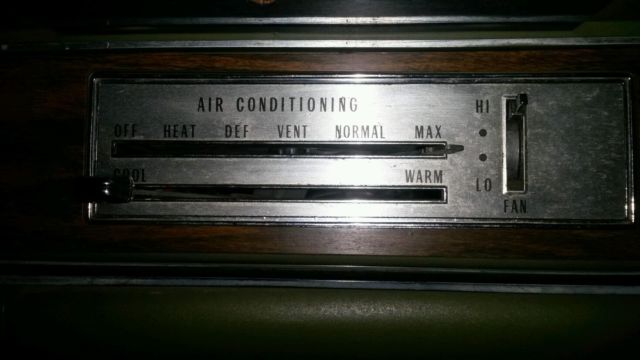 AIR CONDITIONING
HI
OFF HEAT DEF VENT NORMAL MAX
COOL WARM
LO
FAN